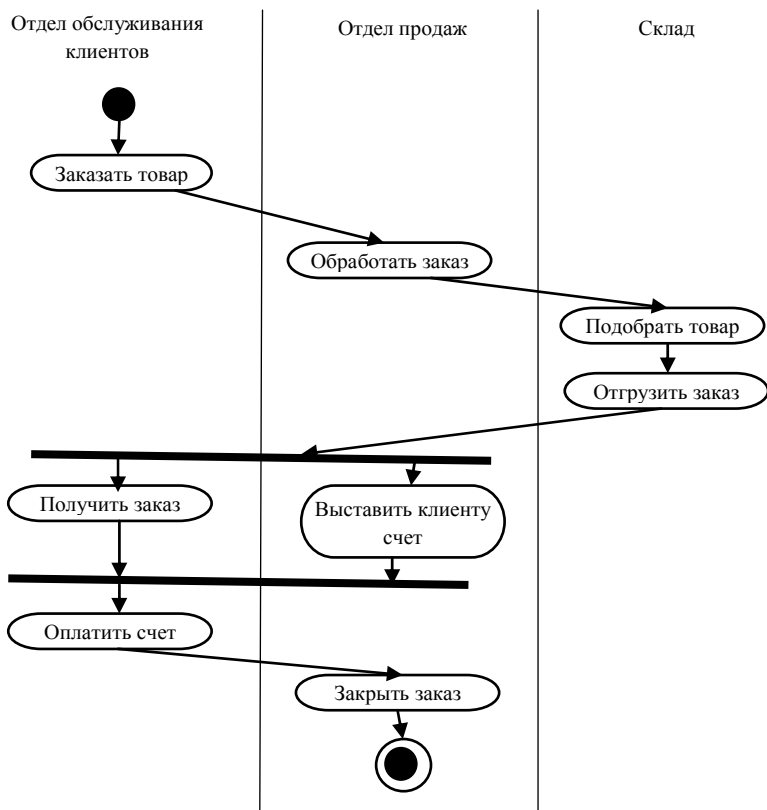 Отдел обслуживания
клиентов
Отдел продаж
Склад
Заказать товар
Обработать заказ
Подобрать товар
Отгрузить заказ
Получить заказ
Выставить клиенту
счет
Оплатить счет
Закрыть заказ